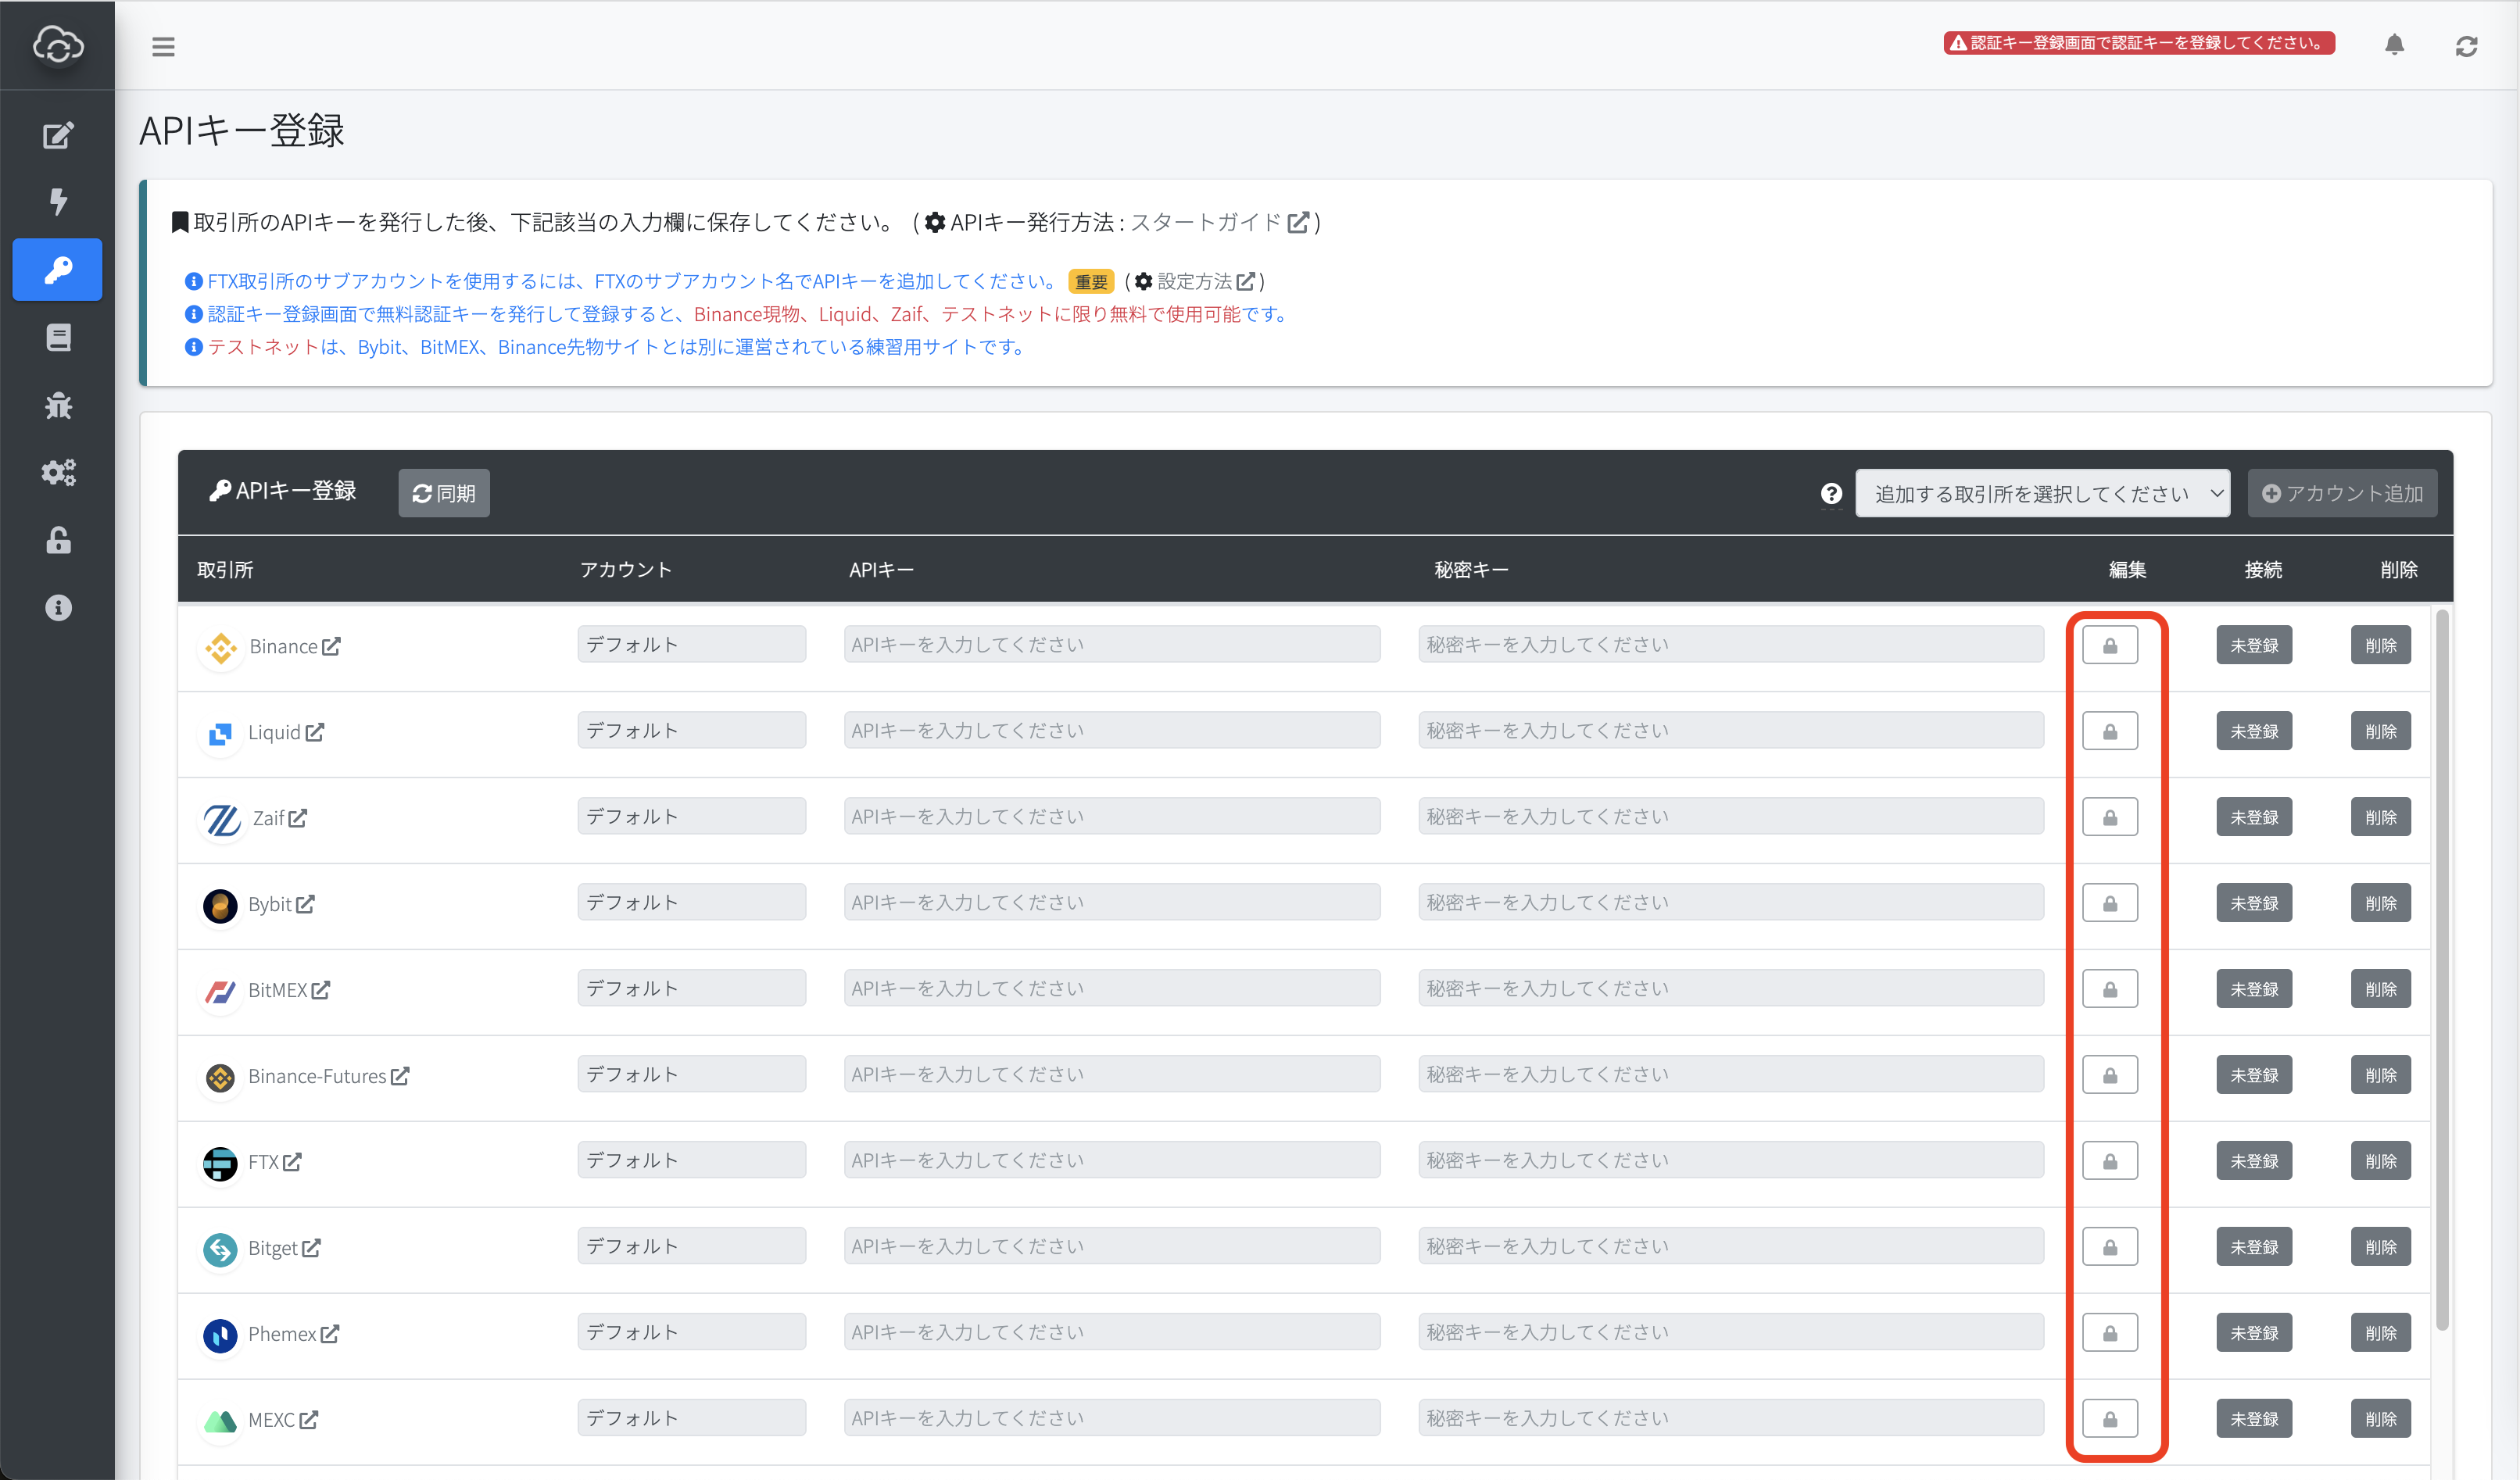 認証キー登録画面で認証キーを登録してください。
APIキー登録
取引所のAPIキーを発行した後、下記該当の入力欄に保存してください。 ( APIキー発行方法 : スタートガイド )
FTX取引所のサブアカウントを使用するには、FTXのサブアカウント名でAPIキーを追加してください。 重要 ( 設定方法 )
認証キー登録画面で無料認証キーを発行して登録すると、Binance現物、Liquid、Zaif、テストネットに限り無料で使用可能です。
テストネットは、Bybit、BitMEX、Binance先物サイトとは別に運営されている練習用サイトです。
APIキー登録 同期 追加する取引所を選択してください アカウント追加
取引所 アカウント APIキー 秘密キー 編集 接続 削除
Binance デフォルト APIキーを入力してください 秘密キーを入力してください 未登録 削除
Liquid デフォルト APIキーを入力してください 秘密キーを入力してください 未登録 削除
Zaif デフォルト APIキーを入力してください 秘密キーを入力してください 未登録 削除
Bybit デフォルト APIキーを入力してください 秘密キーを入力してください 未登録 削除
BitMEX デフォルト APIキーを入力してください 秘密キーを入力してください 未登録 削除
Binance-Futures デフォルト APIキーを入力してください 秘密キーを入力してください 未登録 削除
FTX デフォルト APIキーを入力してください 秘密キーを入力してください 未登録 削除
Bitget デフォルト APIキーを入力してください 秘密キーを入力してください 未登録 削除
Phemex デフォルト APIキーを入力してください 秘密キーを入力してください 未登録 削除
MEXC デフォルト APIキーを入力してください 秘密キーを入力してください 未登録 削除